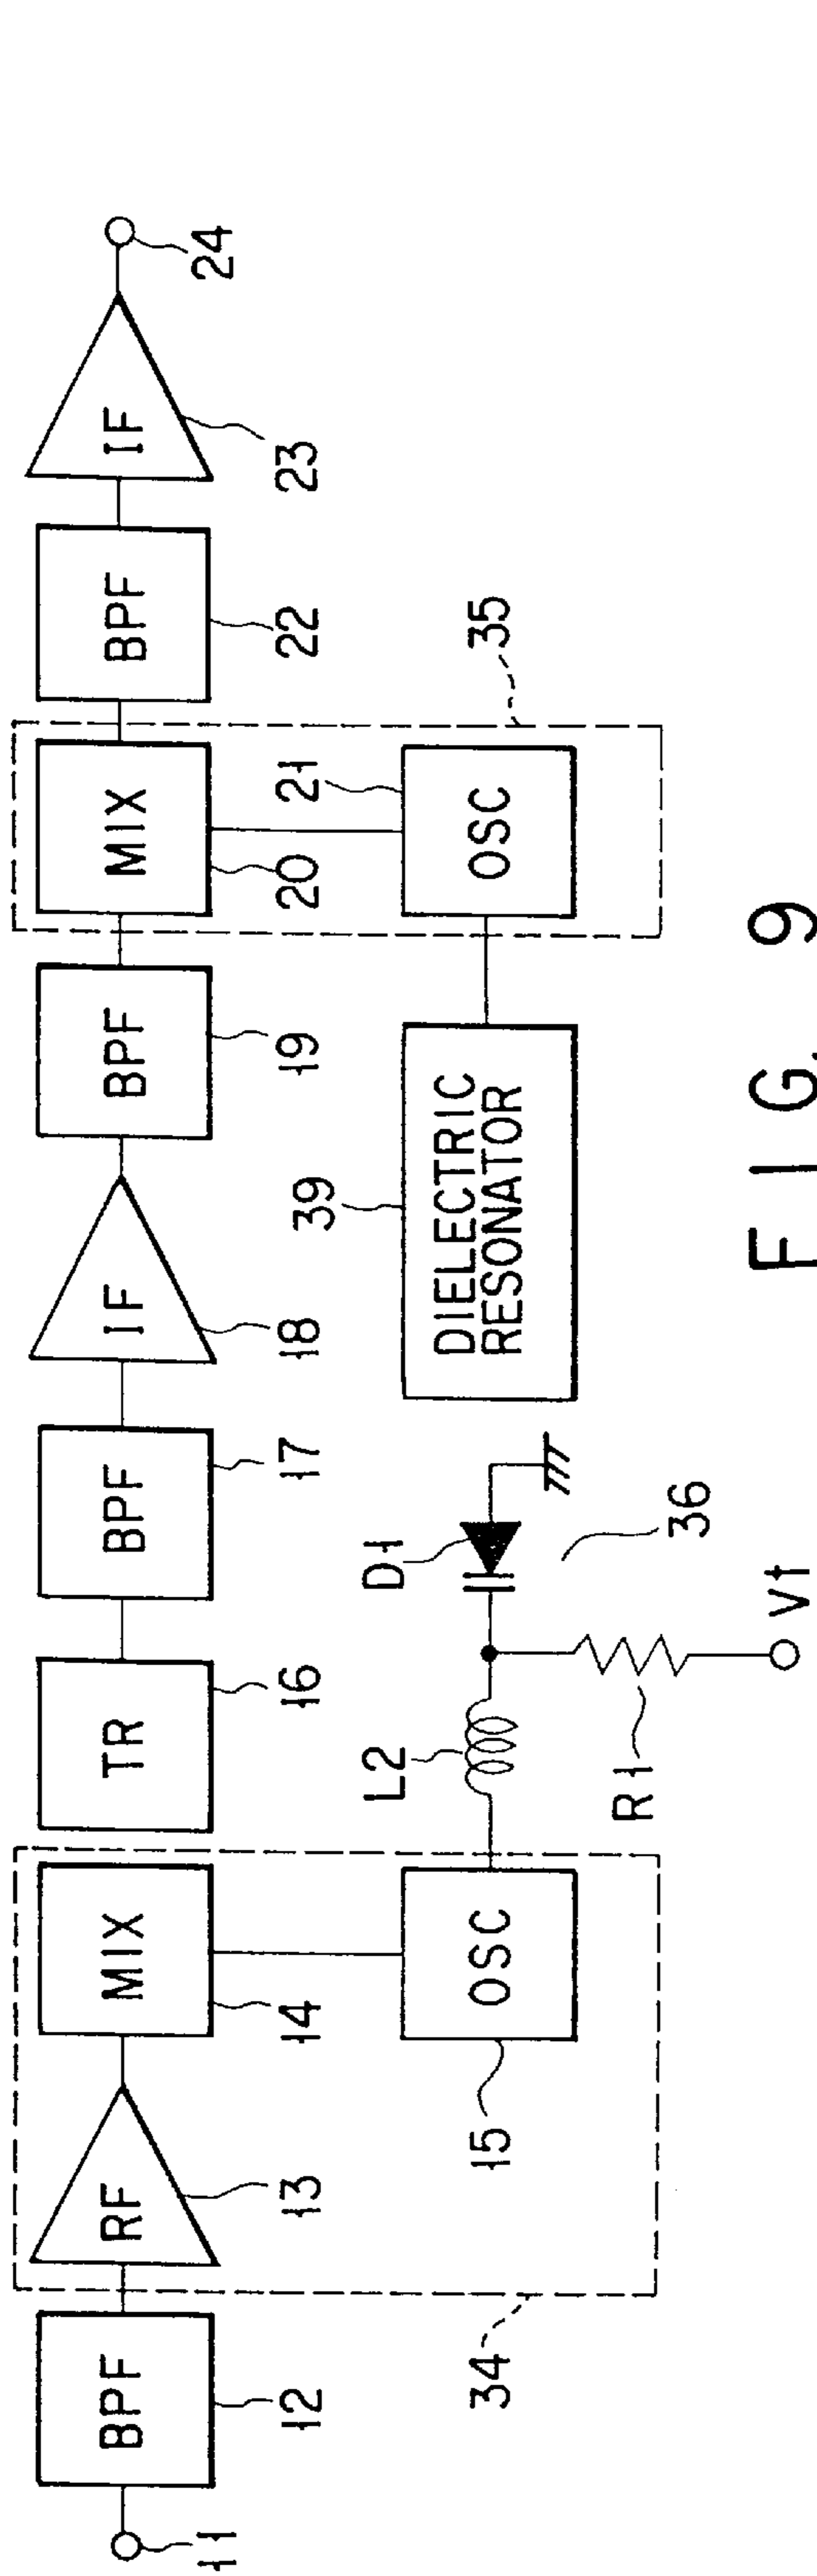 11
BPF
12
RF
13
MIX
14
OSC
15
34
TR
16
BPF
17
IF
18
BPF
19
MIX
20
OSC
21
35
BPF
22
IF
23
24
L2
D1
R1
Vt
36
DIELECTRIC
RESONATOR
39
FIG. 9